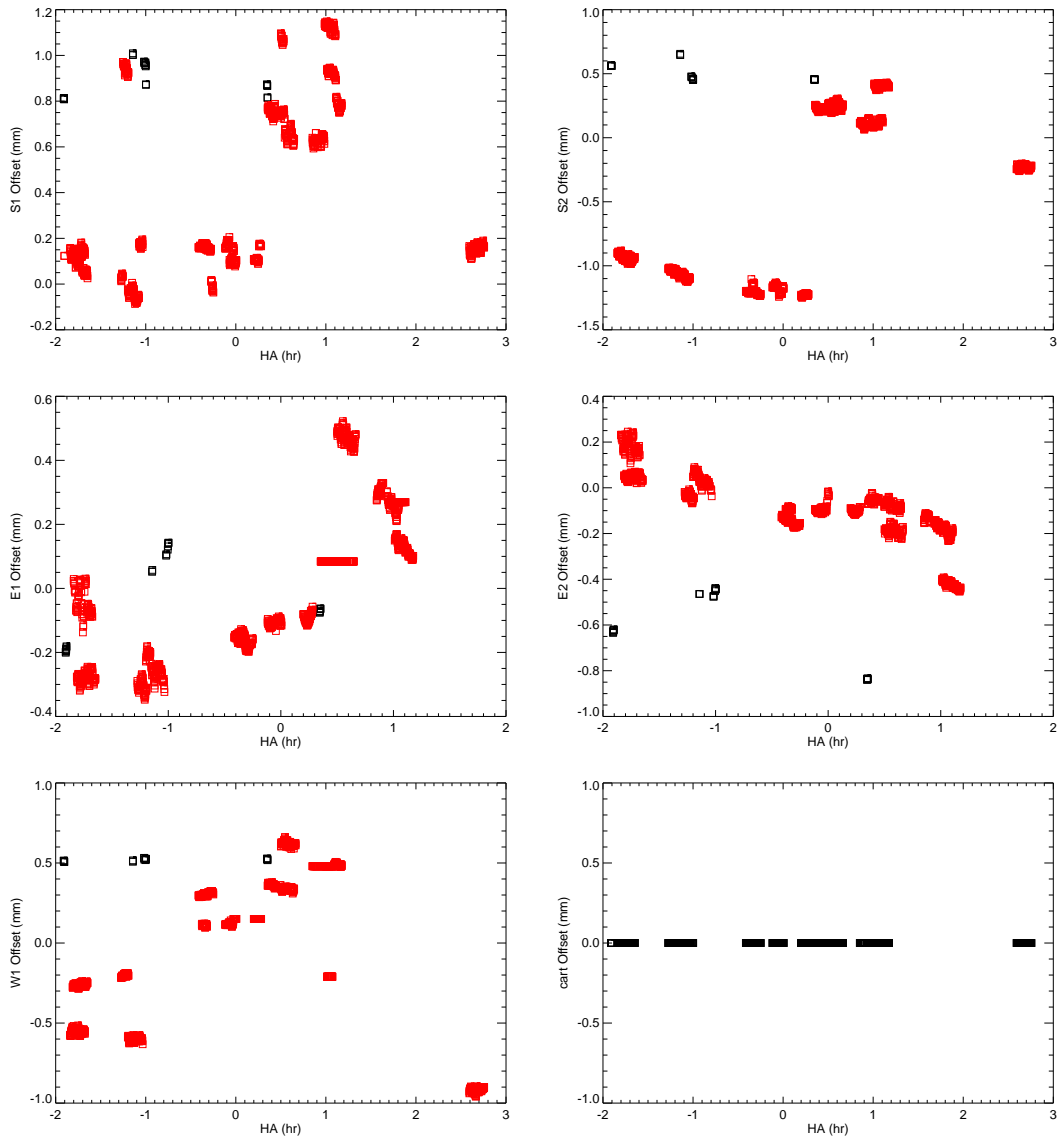 1.2
1.0
0.8
0.6
0.4
0.2
0.0
-0.2
S1 Offset (mm)
-2 -1 0 1 2 3
HA (hr)
1.0
0.5
0.0
-0.5
-1.0
-1.5
S2 Offset (mm)
-2 -1 0 1 2 3
HA (hr)
0.6
0.4
0.2
0.0
-0.2
-0.4
E1 Offset (mm)
-2 -1 0 1 2
HA (hr)
0.4
0.2
0.0
-0.2
-0.4
-0.6
-0.8
-1.0
E2 Offset (mm)
-2 -1 0 1 2
HA (hr)
1.0
0.5
0.0
-0.5
-1.0
W1 Offset (mm)
-2 -1 0 1 2 3
HA (hr)
1.0
0.5
0.0
-0.5
-1.0
cart Offset (mm)
-2 -1 0 1 2 3
HA (hr)